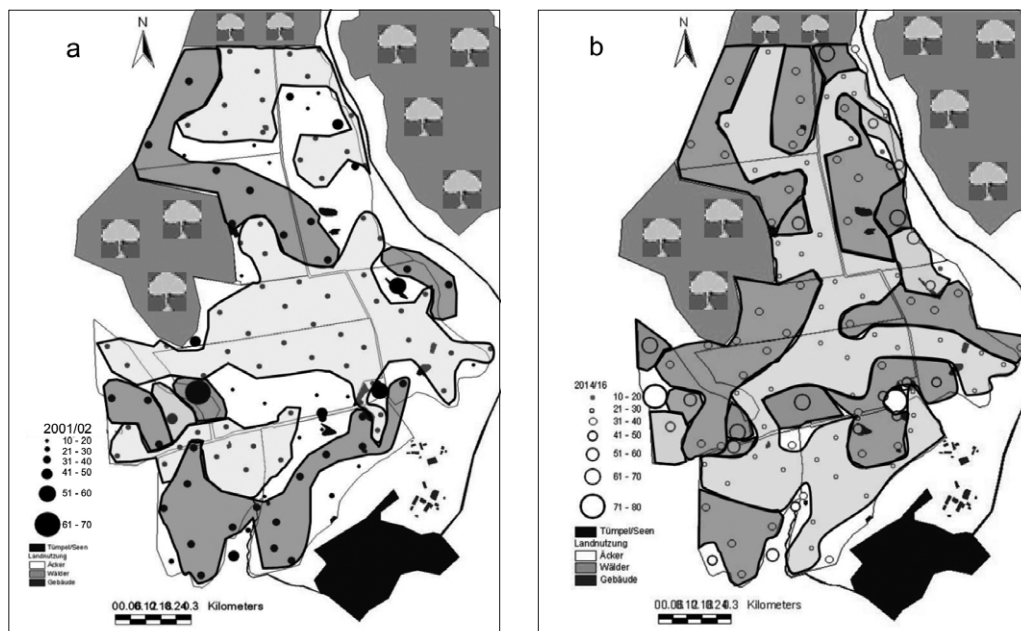 a
N
2001/02
10 - 20
21 - 30
31 - 40
41 - 50
51 - 60
61 - 70
Tümpel/Seen
Landnutzung
Äcker
Wälder
Gebäude
Kilometers
b
N
2014/16
10 - 20
21 - 30
31 - 40
41 - 50
51 - 60
61 - 70
71 - 80
Tümpel/Seen
Landnutzung
Äcker
Wälder
Gebäude
Kilometers